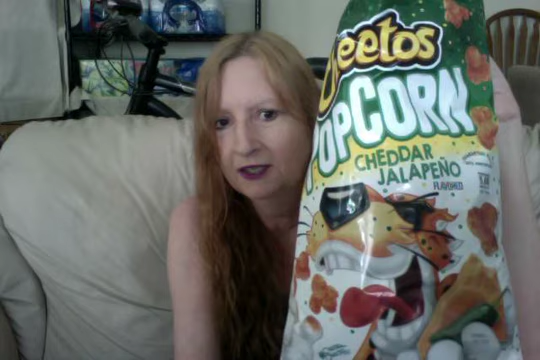 Cheetos
POPCORN
CHEDDAR
JALAPEÑO
FLAVORED